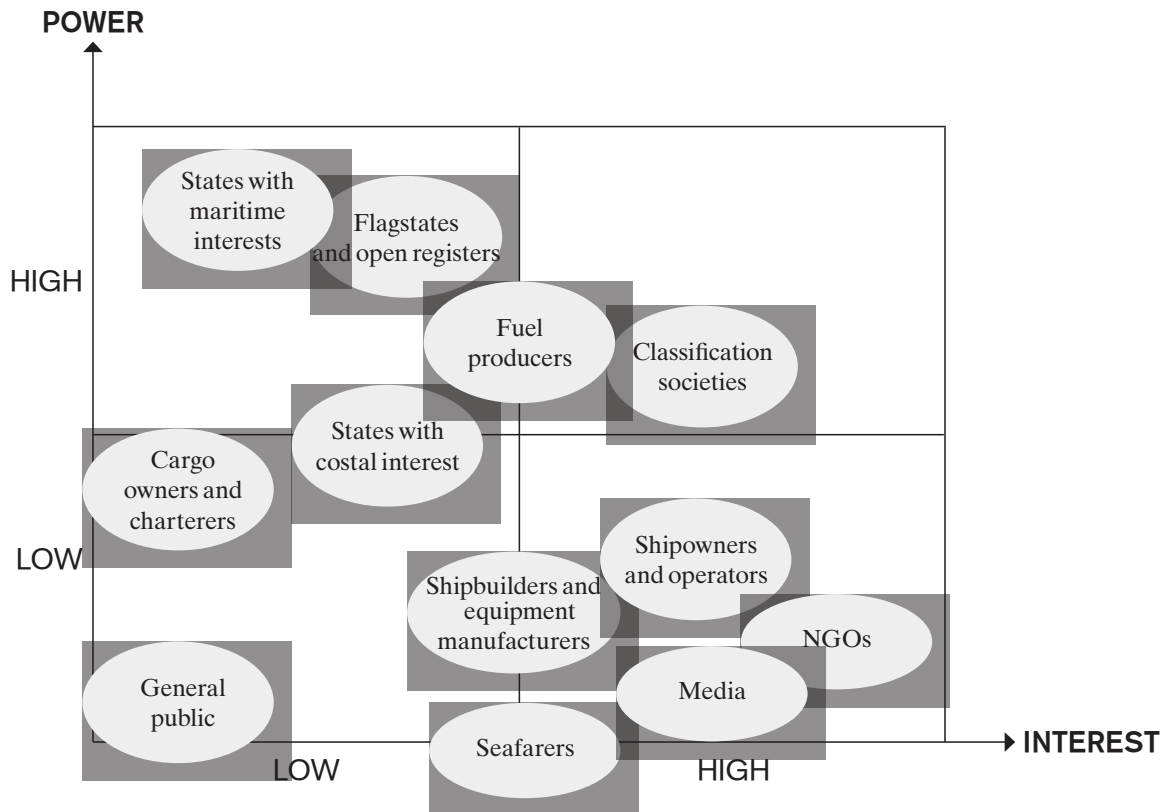 POWER
States with
maritime
interests
Flagstates
and open registers
HIGH
Fuel
producers
Classification
societies
States with
costal interest
Cargo
owners and
charterers
LOW
Shipowners
and operators
Shipbuilders and
equipment
manufacturers
NGOs
General
public
Media
Seafarers
INTEREST
LOW
HIGH